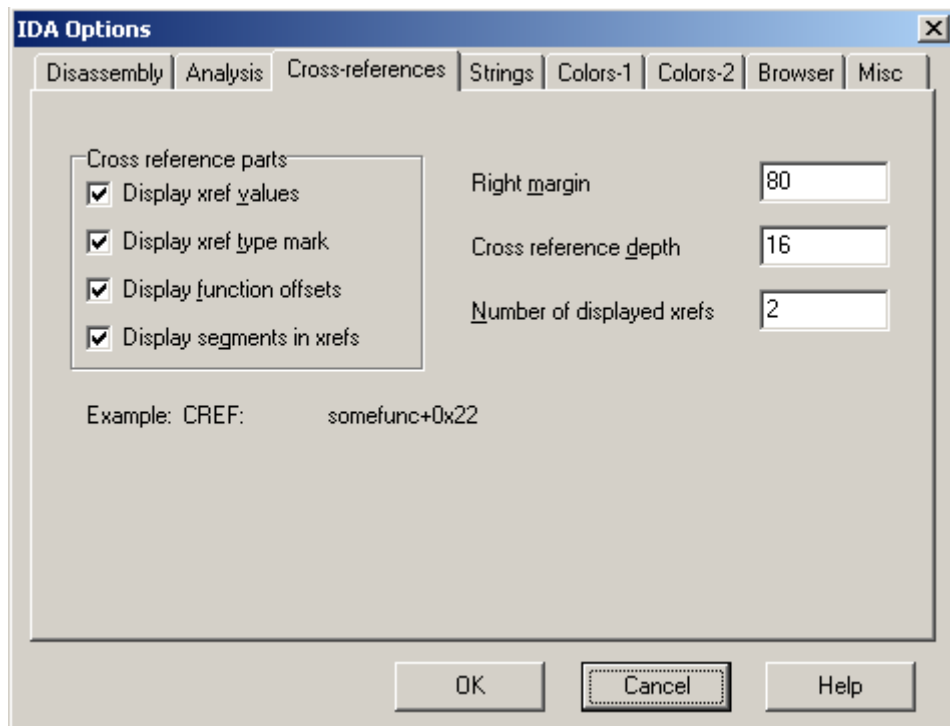 IDA Options
Disassembly Analysis Cross-references Strings Colors-1 Colors-2 Browser Misc
Cross reference parts
Display xref values
Display xref type mark
Display function offsets
Display segments in xrefs
Right margin 80
Cross reference depth 16
Number of displayed xrefs 2
Example: CREF: somefunc+0x22
OK Cancel Help